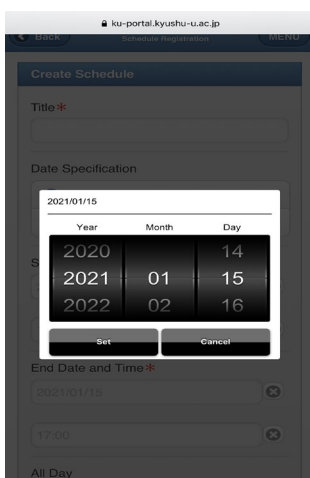 ku-portal.kyushu-u.ac.jp
Back
Schedule Registration
MENU
Create Schedule
Title*
Date Specification
2021/01/15
Year Month Day
2020 14
2021 01 15
2022 02 16
S
Set Cancel
End Date and Time*
2021/01/15
17:00
All Day